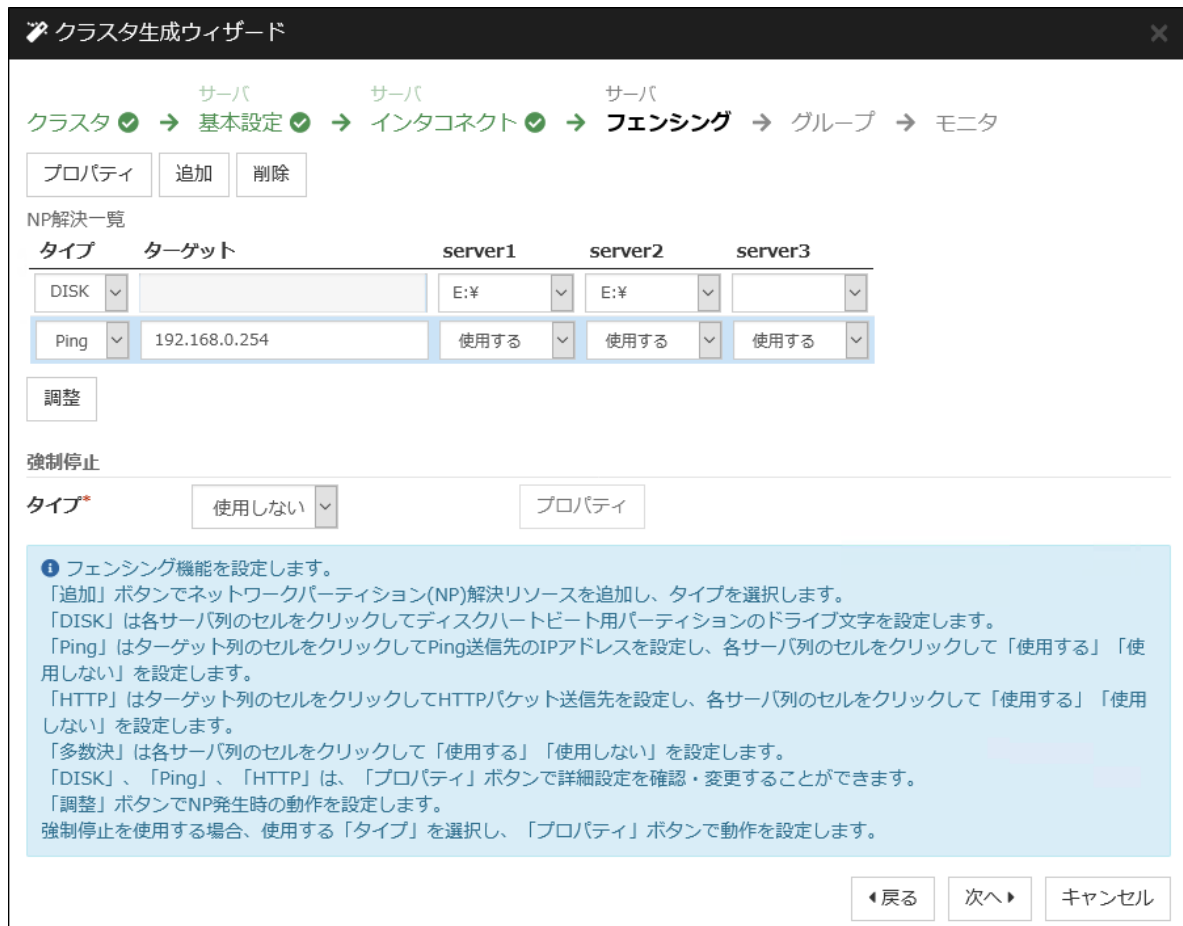 クラスタ生成ウィザード
サーバ サーバ サーバ
クラスタ → 基本設定 → インタコネクト → フェンシング → グループ → モニタ
プロパティ 追加 削除
NP解決一覧
タイプ ターゲット server1 server2 server3
DISK E:¥ E:¥
Ping 192.168.0.254 使用する 使用する 使用する
調整
強制停止
タイプ* 使用しない プロパティ
フェンシング機能を設定します。
「追加」ボタンでネットワークパーティション(NP)解決リソースを追加し、タイプを選択します。
「DISK」は各サーバ列のセルをクリックしてディスクハートビート用パーティションのドライブ文字を設定します。
「Ping」はターゲット列のセルをクリックしてPing送信先のIPアドレスを設定し、各サーバ列のセルをクリックして「使用する」「使
用しない」を設定します。
「HTTP」はターゲット列のセルをクリックしてHTTPパケット送信先を設定し、各サーバ列のセルをクリックして「使用する」「使用
しない」を設定します。
「多数決」は各サーバ列のセルをクリックして「使用する」「使用しない」を設定します。
「DISK」、「Ping」、「HTTP」は、「プロパティ」ボタンで詳細設定を確認・変更することができます。
「調整」ボタンでNP発生時の動作を設定します。
強制停止を使用する場合、使用する「タイプ」を選択し、「プロパティ」ボタンで動作を設定します。
戻る 次へ キャンセル